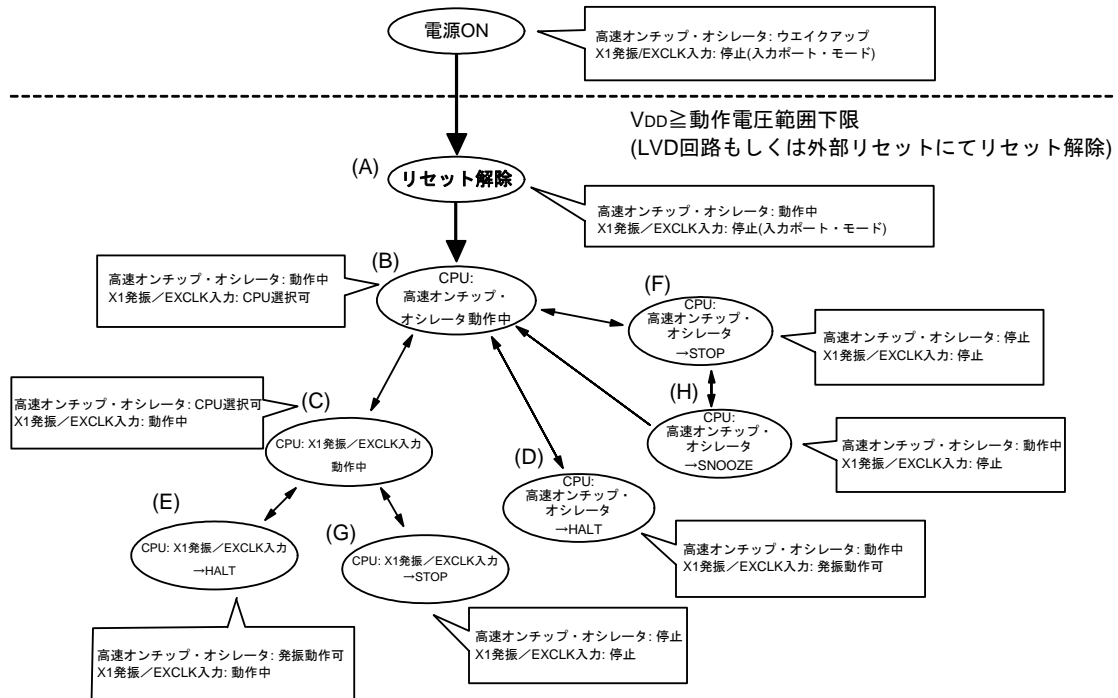 電源ON
高速オンチップ・オシレータ: ウエイクアップ
X1発振/EXCLK入力: 停止(入力ポート・モード)
VDD≧動作電圧範囲下限
(LVD回路もしくは外部リセットにてリセット解除)
(A)
リセット解除
高速オンチップ・オシレータ: 動作中
X1発振／EXCLK入力: 停止(入力ポート・モード)
(B)
CPU:
高速オンチップ・
オシレータ動作中
高速オンチップ・オシレータ: 動作中
X1発振／EXCLK入力: CPU選択可
(F)
CPU:
高速オンチップ・
オシレータ
→STOP
高速オンチップ・オシレータ: 停止
X1発振／EXCLK入力: 停止
高速オンチップ・オシレータ: CPU選択可
X1発振／EXCLK入力: 動作中
(C)
CPU: X1発振／EXCLK入力
動作中
(H)
CPU:
高速オンチップ・
オシレータ
→SNOOZE
高速オンチップ・オシレータ: 動作中
X1発振／EXCLK入力: 停止
(D)
CPU:
高速オンチップ・
オシレータ
→HALT
高速オンチップ・オシレータ: 動作中
X1発振／EXCLK入力: 発振動作可
(E)
CPU: X1発振／EXCLK入力
→HALT
高速オンチップ・オシレータ: 発振動作可
X1発振／EXCLK入力: 動作中
(G)
CPU: X1発振／EXCLK入力
→STOP
高速オンチップ・オシレータ: 停止
X1発振／EXCLK入力: 停止